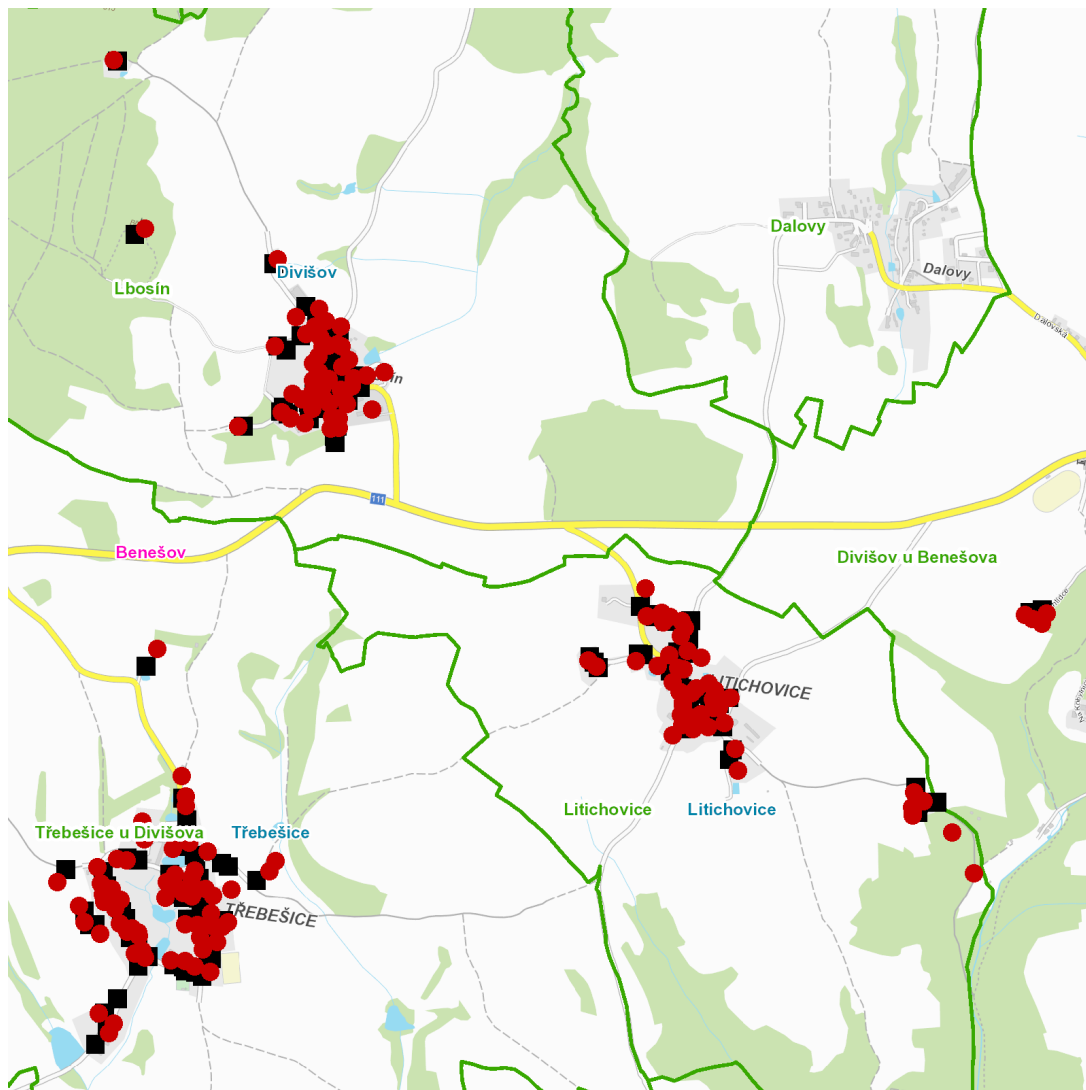 Dalovy
Dalovy
Divišov
Lbosín
Dalovská
111
Benešov
Divišov u Benešova
LITICHOVICE
Litichovice
Litichovice
Třebešice u Divišova
Třebešice
TŘEBEŠICE